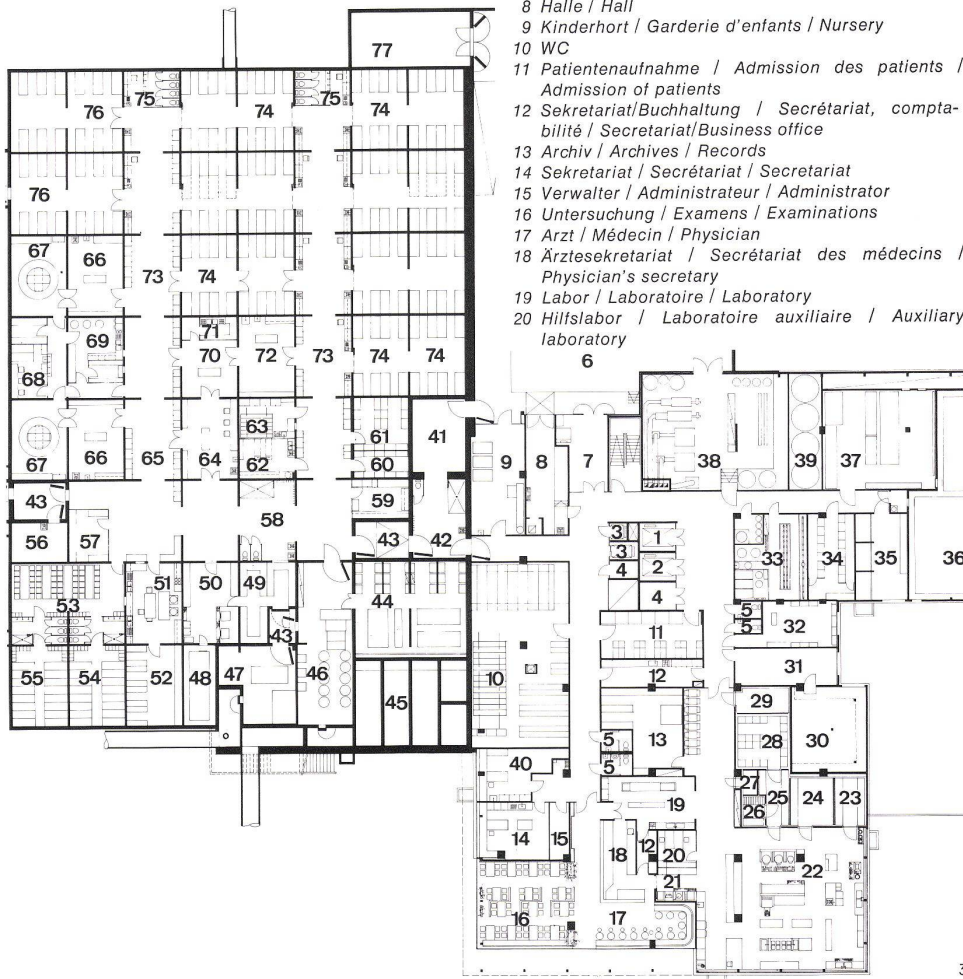 8 Halle / Hall
9 Kinderhort / Garderie d'enfants / Nursery
10 WC
11 Patientenaufnahme / Admission des patients /
Admission of patients
12 Sekretariat/Buchhaltung / Secrétariat, compta-
bilité / Secretariat/Business office
13 Archiv / Archives / Records
14 Sekretariat / Secrétariat / Secretariat
15 Verwalter / Administrateur / Administrator
16 Untersuchung / Examens / Examinations
17 Arzt / Médecin / Physician
18 Ärztesekretariat / Secrétariat des médecins /
Physician's secretary
19 Labor / Laboratoire / Laboratory
20 Hilfslabor / Laboratoire auxiliaire / Auxiliary
laboratory
77
76 75 74 75 74
76
67 66 73 74
71
68 69 70 72 73 74 74
67 66 65 64 63 62 61 60 41
43 59
56 57 58 43 42
53 51 50 49 44
43
55 54 52 48 47 46 45
6
9 8 7 38 39 37
3 1
3 2
4 4
33 34 35 36
5
5 32
11
12 31
10 13 29 30
5 28
5 27 25 24 23
26
40 19
14 15 18 12 20
21 22
16 17
3